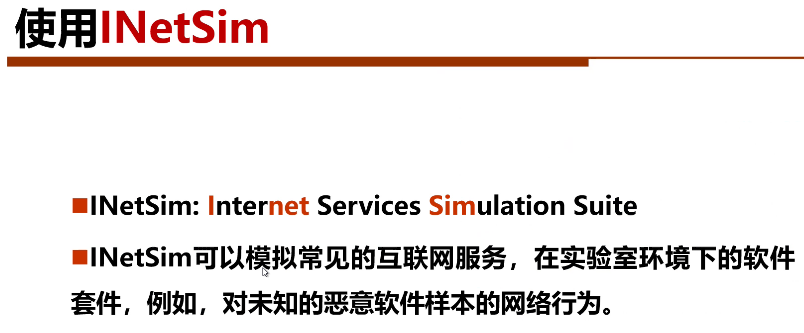 使用INetSim
■INetSim: Internet Services Simulation Suite
■INetSim可以模拟常见的互联网服务，在实验室环境下的软件
套件，例如，对未知的恶意软件样本的网络行为。